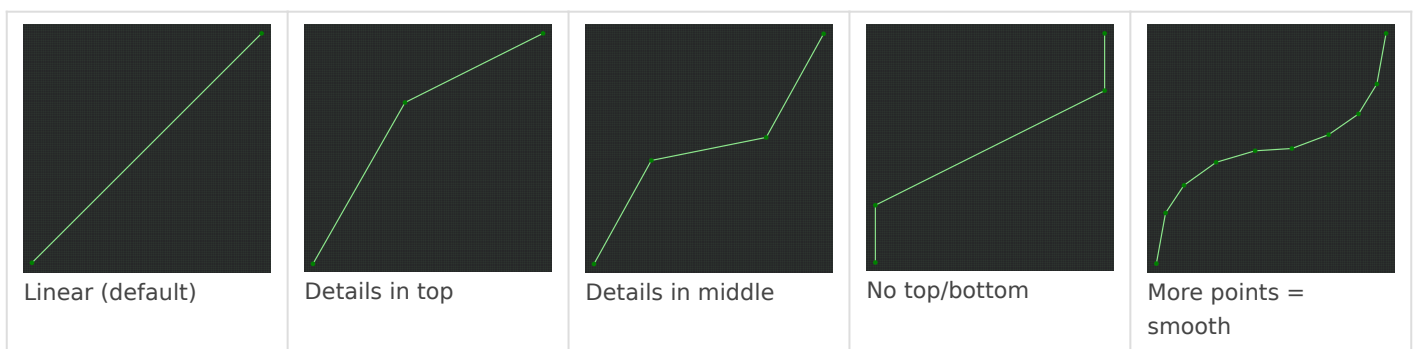 Linear (default)
Details in top
Details in middle
No top/bottom
More points =
smooth